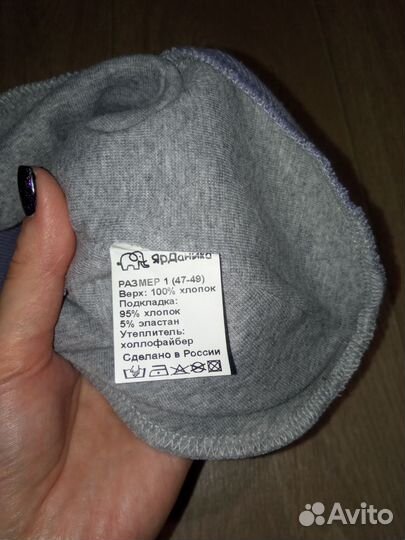 ЯрДаника
РАЗМЕР 1 (47-49)
Верх: 100% хлопок
Подкладка:
95% хлопок
5% эластан
Утеплитель:
холлофайбер
Сделано в России
Avito